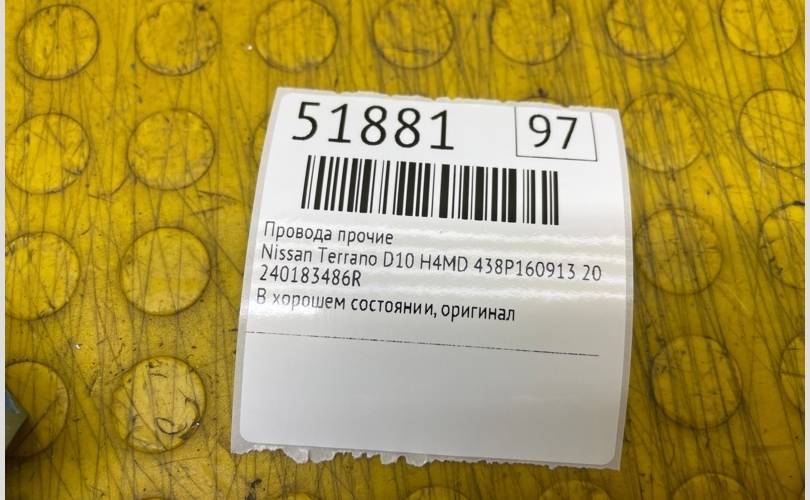 51881 97
Провода прочие
Nissan Terrano D10 H4MD 438P160913 20
240183486R
В хорошем состоянии, оригинал